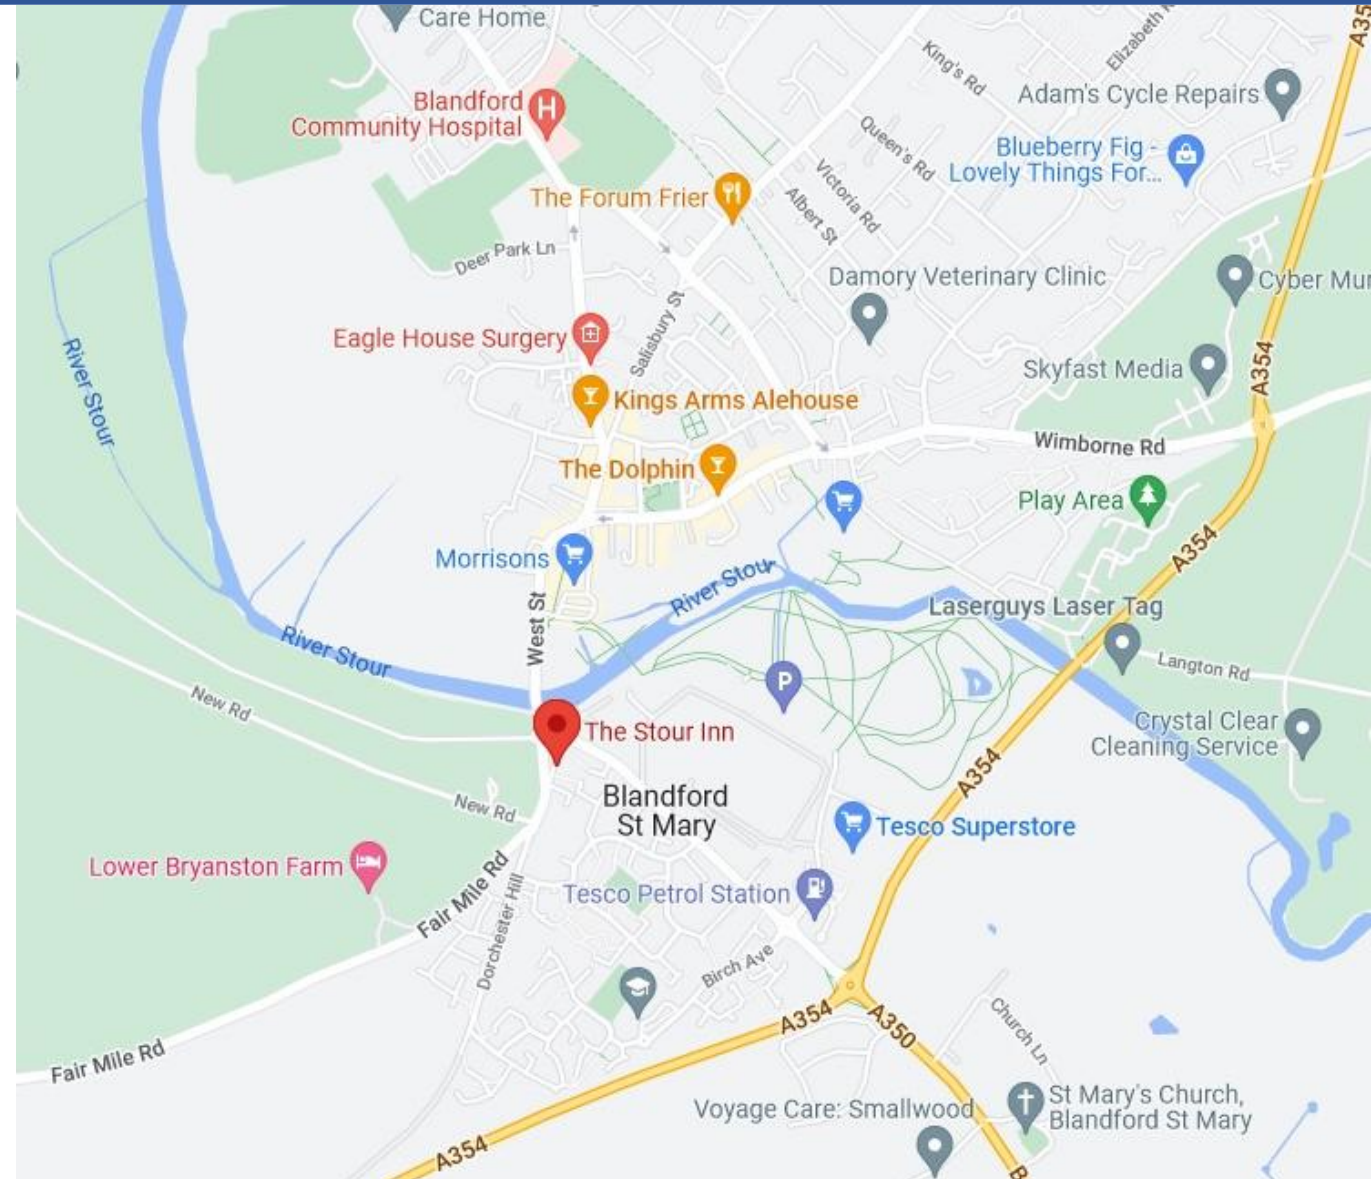 Care Home
A35
King's Rd
Elizabeth R
Blandford
Community Hospital
H
Adam's Cycle Repairs
Queen's Rd
Blueberry Fig -
Lovely Things For...
The Forum Frier
Victoria Rd
Albert St
Deer Park Ln
Damory Veterinary Clinic
Cyber Mur
Salisbury St
Eagle House Surgery
River Stour
Skyfast Media
A354
Kings Arms Alehouse
Wimborne Rd
The Dolphin
Play Area
A354
Morrisons
River Stour
Laserguys Laser Tag
West St
River Stour
Langton Rd
P
New Rd
Crystal Clear
Cleaning Service
The Stour Inn
A354
Blandford
St Mary
New Rd
Tesco Superstore
Lower Bryanston Farm
Fair Mile Rd
Tesco Petrol Station
Dorchester Hill
Birch Ave
A354
A350
Church Ln
Fair Mile Rd
Voyage Care: Smallwood
St Mary's Church,
Blandford St Mary
A354
B